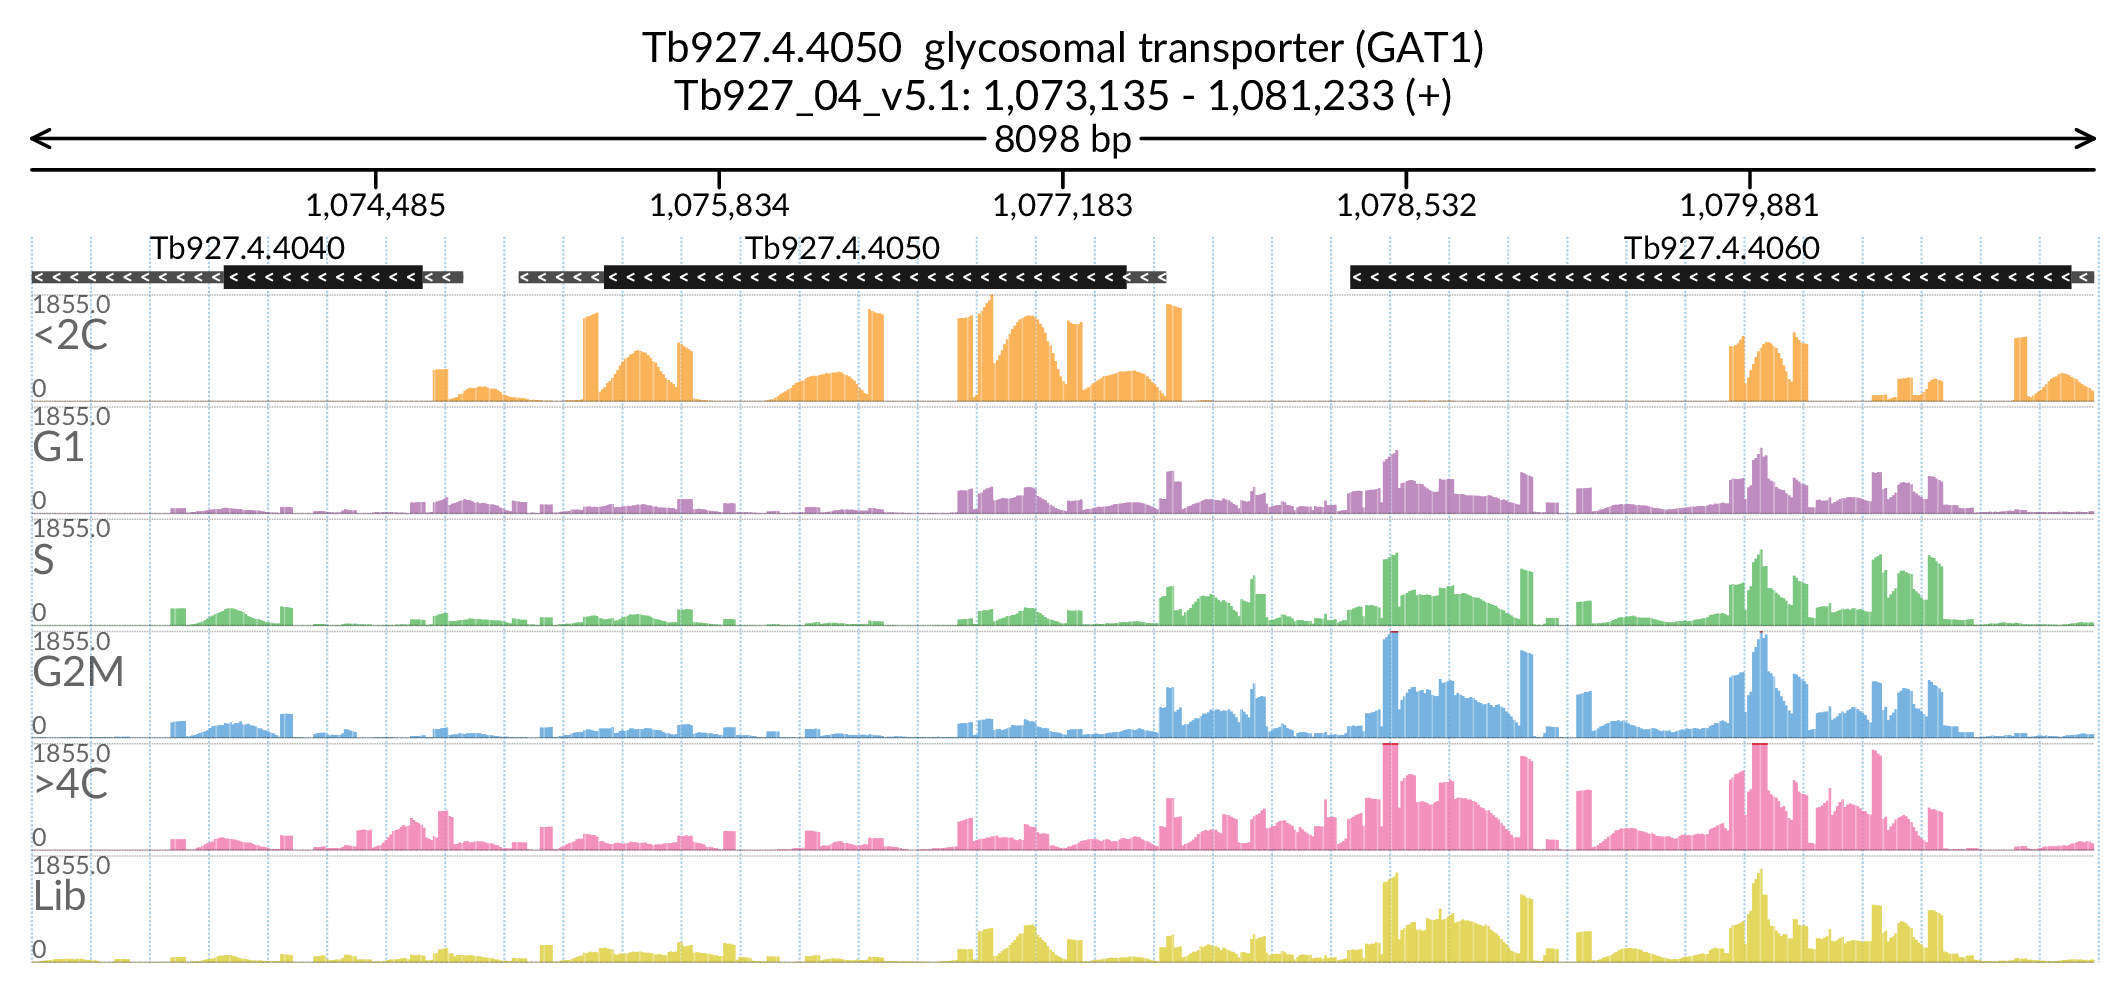 Tb927.4.4050  glycosomal transporter (GAT1)
Tb927_04_v5.1: 1,073,135 - 1,081,233 (+)
8098 bp
1,074,485 1,075,834 1,077,183 1,078,532 1,079,881
Tb927.4.4040 Tb927.4.4050 Tb927.4.4060
1855.0
<2C
0
1855.0
G1
0
1855.0
S
0
1855.0
G2M
0
1855.0
>4C
0
1855.0
Lib
0